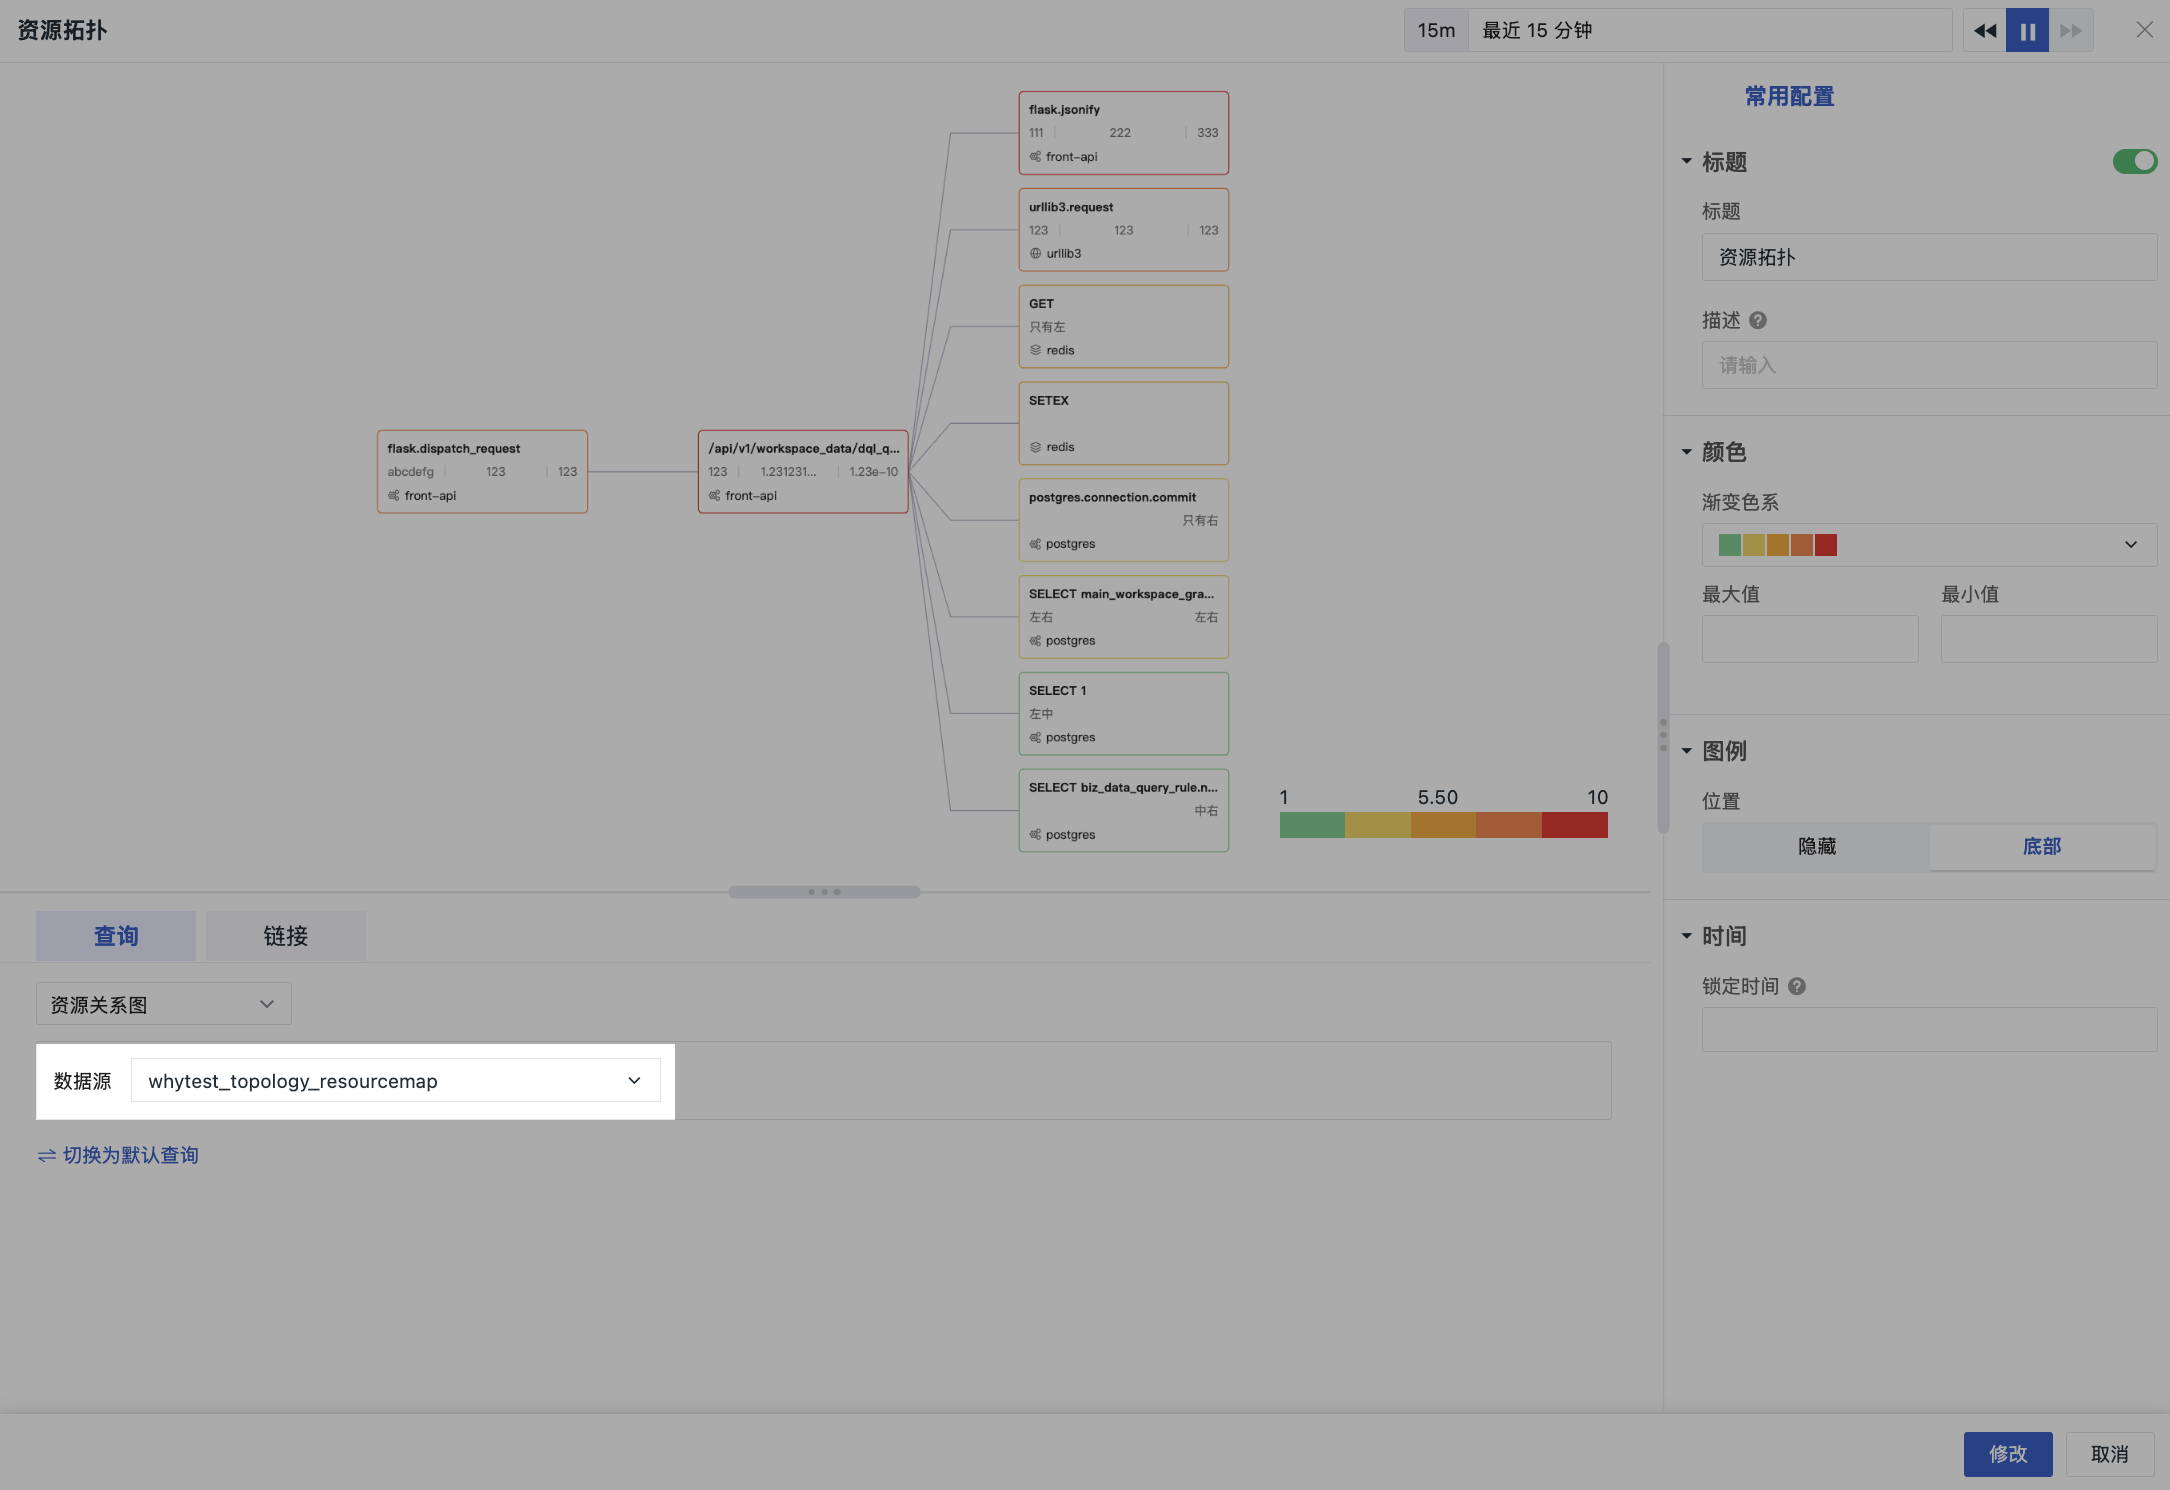 资源拓扑
15m 最近 15 分钟
flask.jsonify
111 222 333
front-api
urllib3.request
123 123 123
urllib3
GET
只有左
redis
SETEX
redis
flask.dispatch_request
abcdefg 123 123
front-api
/api/v1/workspace_data/dql_q...
123 1.231231... 1.23e-10
front-api
postgres.connection.commit
只有右
postgres
SELECT main_workspace_gra...
左右 左右
postgres
SELECT 1
左中
postgres
SELECT biz_data_query_rule.n...
中右
postgres
1 5.50 10
查询 链接
资源关系图
数据源 whytest_topology_resourcemap
切换为默认查询
常用配置
标题
标题
资源拓扑
描述
请输入
颜色
渐变色系
最大值 最小值
图例
位置
隐藏 底部
时间
锁定时间
修改 取消